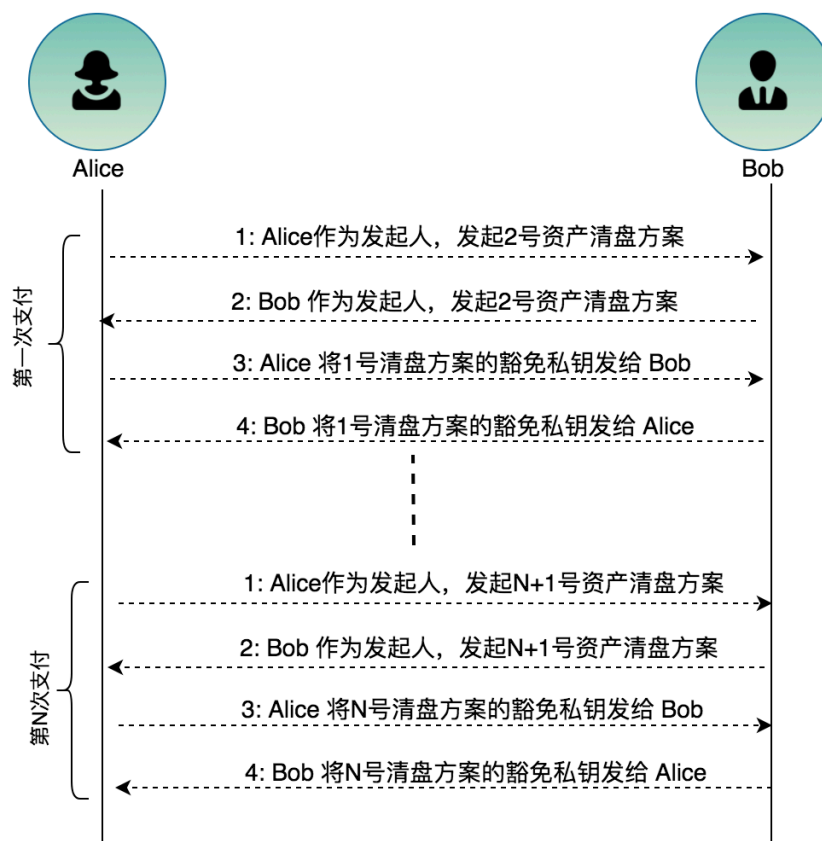 Alice
Bob
第一次支付
1: Alice作为发起人，发起2号资产清盘方案
2: Bob 作为发起人，发起2号资产清盘方案
3: Alice 将1号清盘方案的豁免私钥发给 Bob
4: Bob 将1号清盘方案的豁免私钥发给 Alice
第N次支付
1: Alice作为发起人，发起N+1号资产清盘方案
2: Bob 作为发起人，发起N+1号资产清盘方案
3: Alice 将N号清盘方案的豁免私钥发给 Bob
4: Bob 将N号清盘方案的豁免私钥发给 Alice